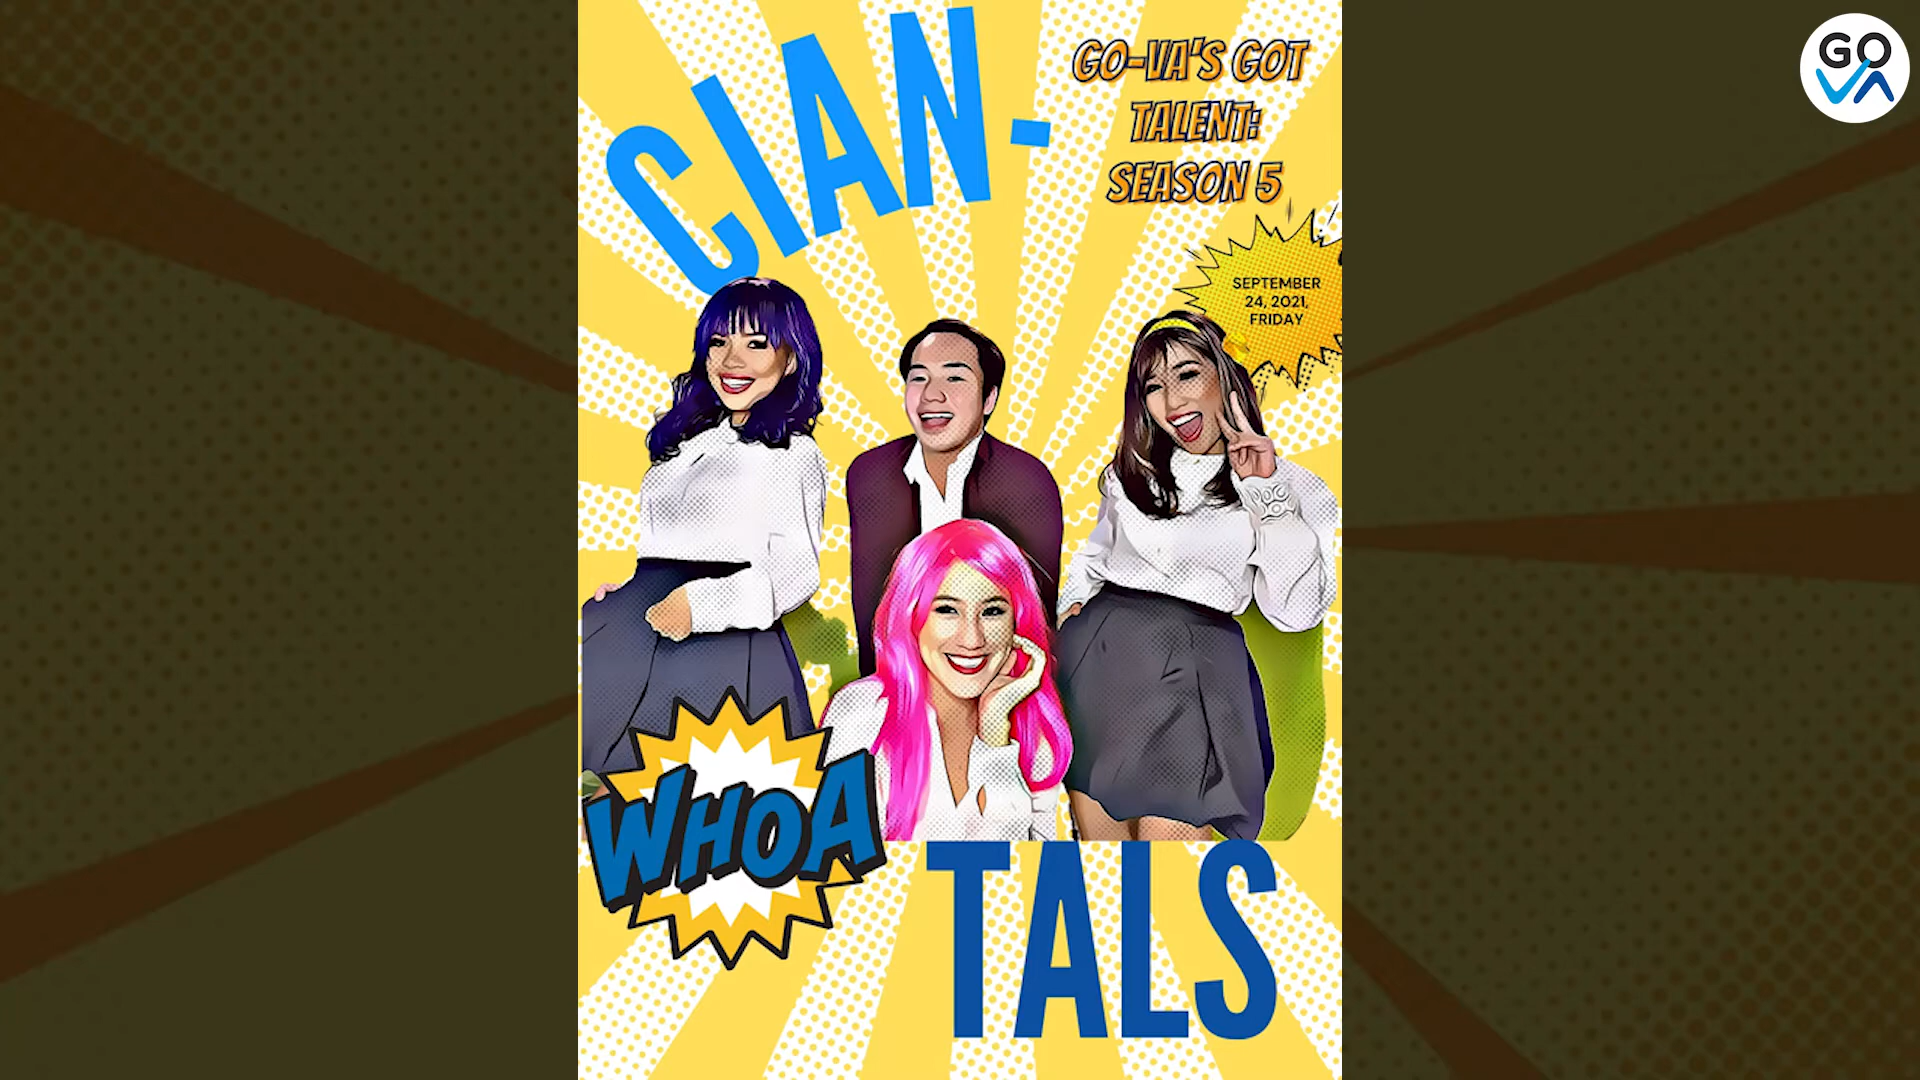 CIAN-
GO-VA'S GOT
TALENT:
SEASON 5
SEPTEMBER
24, 2021,
FRIDAY
WHOA
TALS
GO
VA